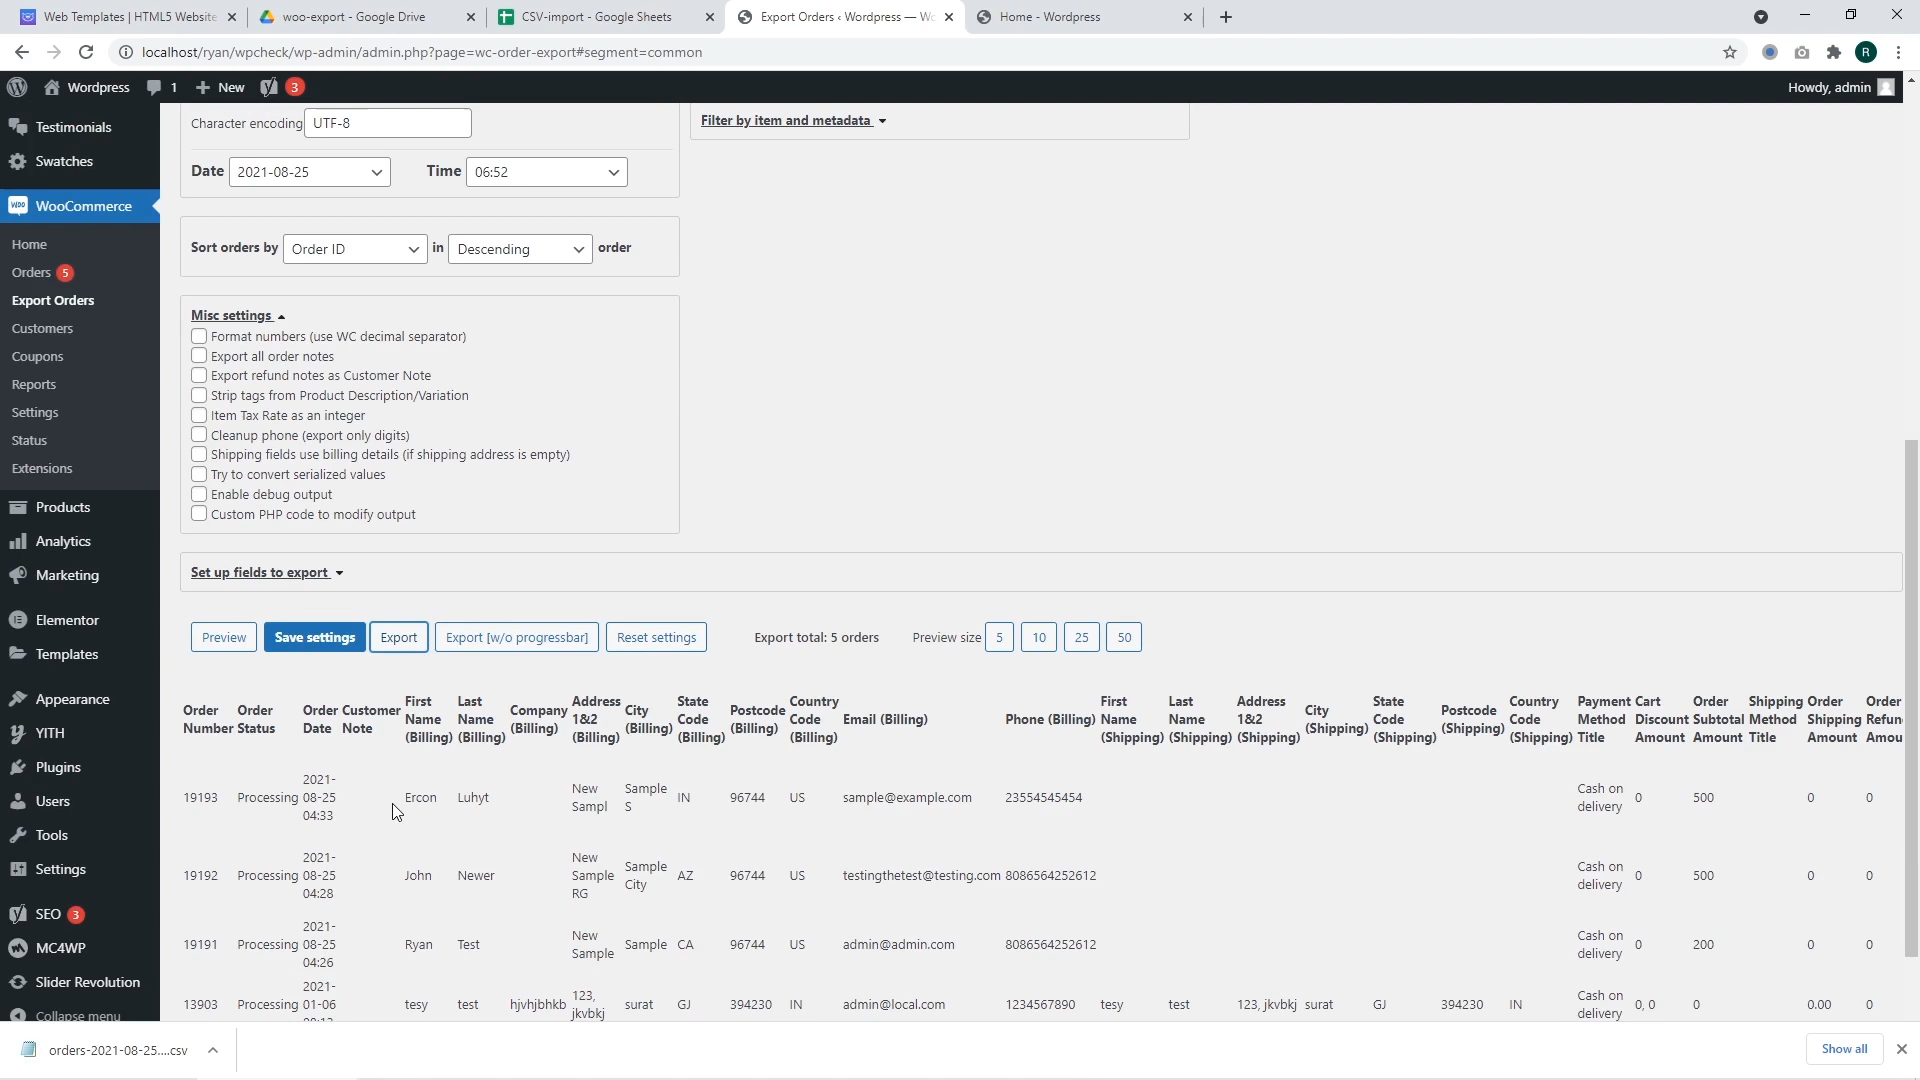 Web Templates | HTML5 Website
woo-export - Google Drive
CSV-import - Google Sheets
Export Orders ‹ Wordpress — Wo
Home - Wordpress
localhost/ryan/wpcheck/wp-admin/admin.php?page=wc-order-export#segment=common
R
Wordpress 1 New 3
Howdy, admin
Testimonials
Swatches
WooCommerce
Home
Orders 5
Export Orders
Customers
Coupons
Reports
Settings
Status
Extensions
Products
Analytics
Marketing
Elementor
Templates
Appearance
YITH
Plugins
Users
Tools
Settings
SEO 3
MC4WP
Slider Revolution
Collapse menu
Character encoding UTF-8
Filter by item and metadata
Date 2021-08-25 Time 06:52
Sort orders by Order ID in Descending order
Misc settings
Format numbers (use WC decimal separator)
Export all order notes
Export refund notes as Customer Note
Strip tags from Product Description/Variation
Item Tax Rate as an integer
Cleanup phone (export only digits)
Shipping fields use billing details (if shipping address is empty)
Try to convert serialized values
Enable debug output
Custom PHP code to modify output
Set up fields to export
Preview Save settings Export Export [w/o progressbar] Reset settings Export total: 5 orders Preview size 5 10 25 50
Order Number Order Status Order Date Customer Note First Name (Billing) Last Name (Billing) Company (Billing) Address 1&2 (Billing) City (Billing) State Code (Billing) Postcode (Billing) Country Code (Billing) Email (Billing) Phone (Billing) First Name (Shipping) Last Name (Shipping) Address 1&2 (Shipping) City (Shipping) State Code (Shipping) Postcode (Shipping) Country Code (Shipping) Payment Method Title Cart Discount Amount Order Subtotal Amount Shipping Method Title Order Shipping Amount Order Refun Amou
19193 Processing 2021-08-25 04:33 Ercon Luhyt New Sampl Sample S IN 96744 US sample@example.com 23554545454 Cash on delivery 0 500 0 0
19192 Processing 2021-08-25 04:28 John Newer New Sample RG Sample City AZ 96744 US testingthetest@testing.com 8086564252612 Cash on delivery 0 500 0 0
19191 Processing 2021-08-25 04:26 Ryan Test New Sample Sample CA 96744 US admin@admin.com 8086564252612 Cash on delivery 0 200 0 0
13903 Processing 2021-01-06 tesy test hjvhjbhkb 123, jkvbkj surat GJ 394230 IN admin@local.com 1234567890 tesy test 123, jkvbkj surat GJ 394230 IN Cash on delivery 0, 0 0 0.00 0
orders-2021-08-25....csv
Show all